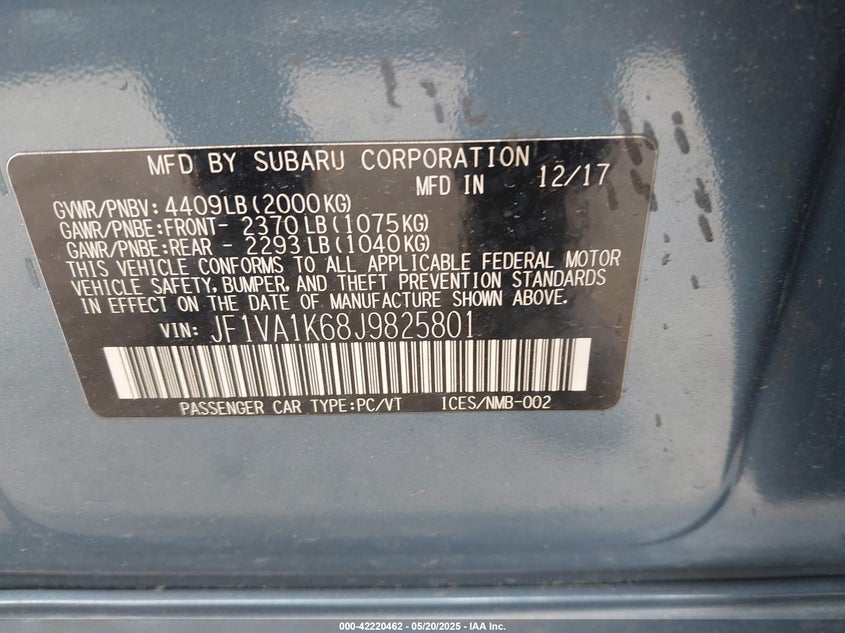 MFD BY SUBARU CORPORATION
MFD IN 12/17
GVWR/PNBV: 4409LB(2000KG)
GAWR/PNBE:FRONT- 2370LB(1075KG)
GAWR/PNBE:REAR - 2293LB(1040KG)
THIS VEHICLE CONFORMS TO ALL APPLICABLE FEDERAL MOTOR
VEHICLE SAFETY, BUMPER, AND THEFT PREVENTION STANDARDS
IN EFFECT ON THE DATE OF MANUFACTURE SHOWN ABOVE.
VIN: JF1VA1K68J9825801
PASSENGER CAR TYPE:PC/VT ICES/NMB-002
000-42220462 - 05/20/2025 - IAA Inc.